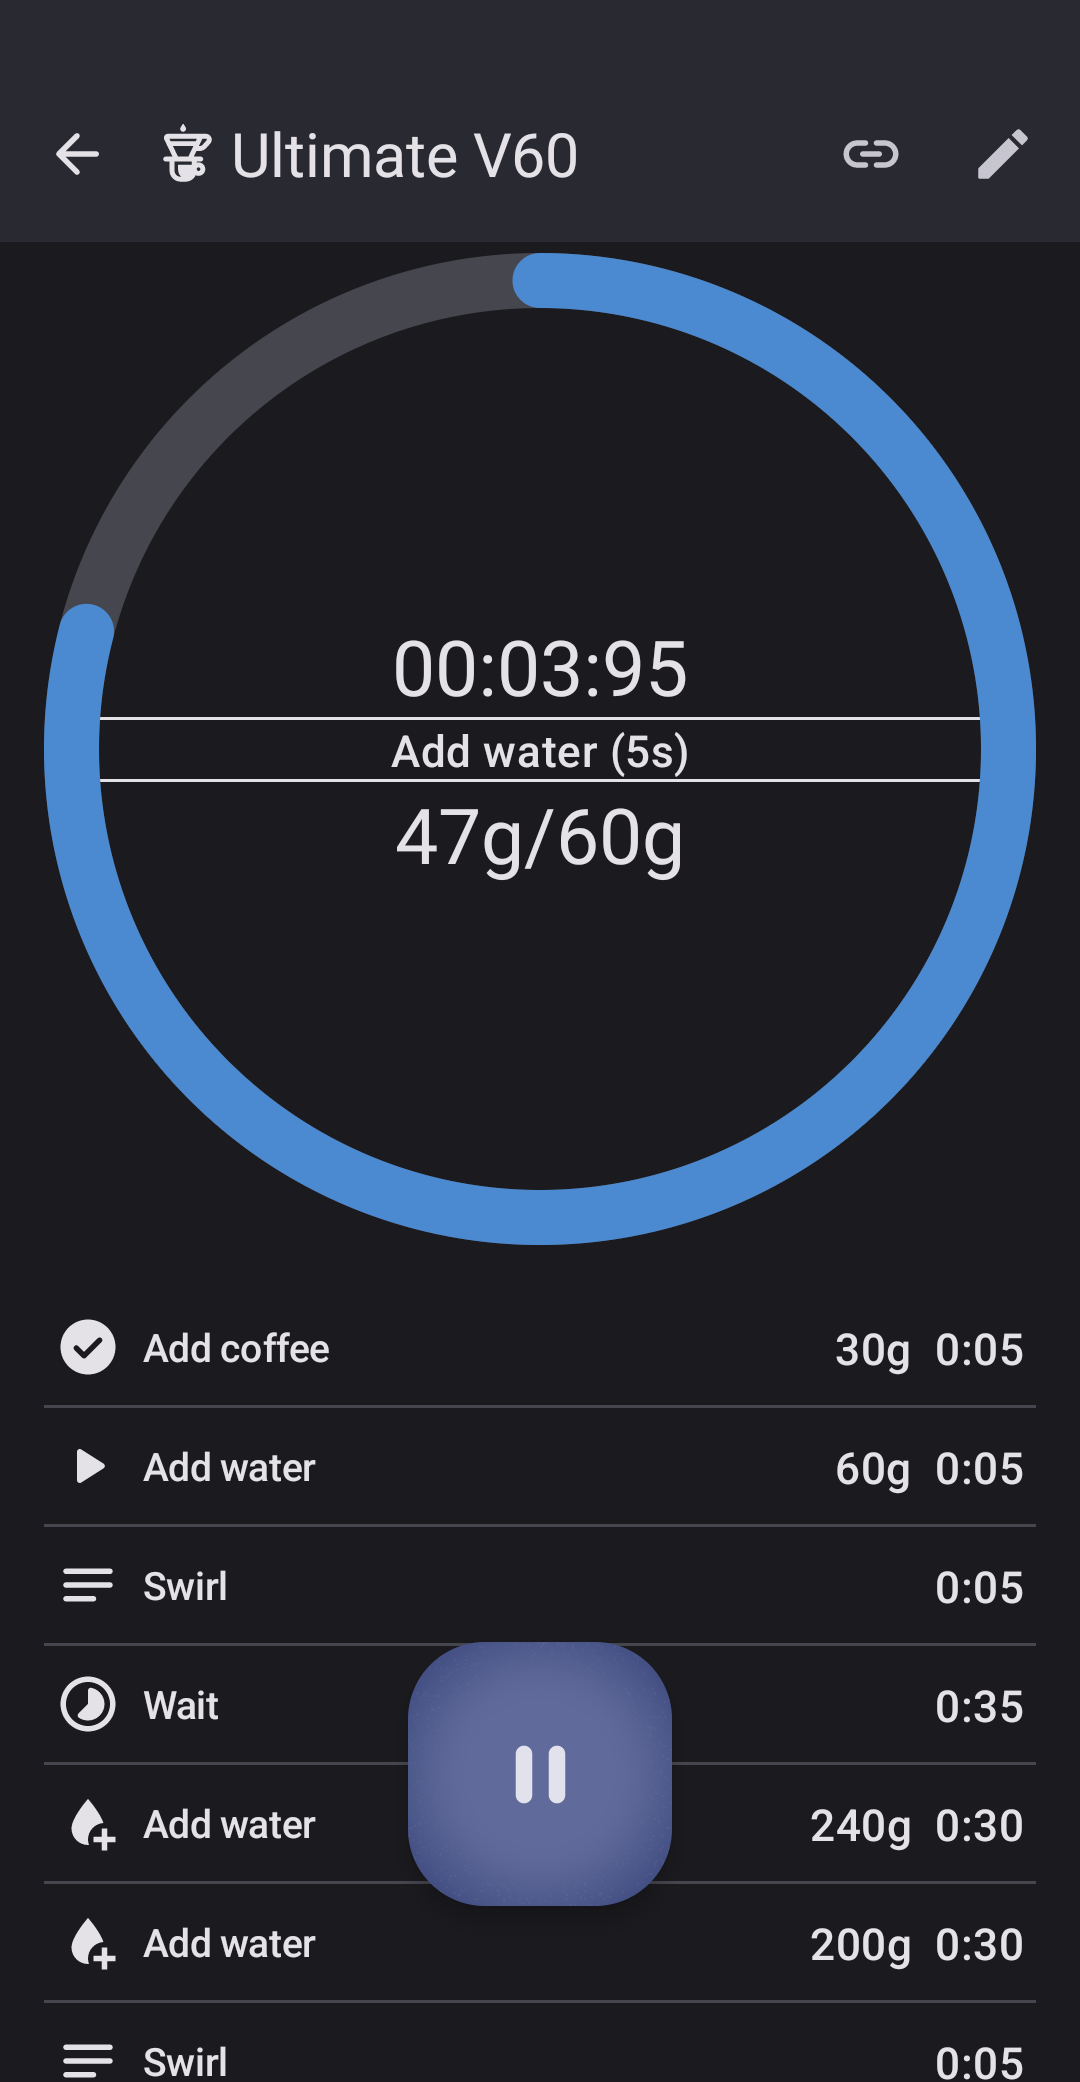 Ultimate V60
00:03:95
Add water (5s)
47g/60g
Add coffee 30g 0:05
Add water 60g 0:05
Swirl 0:05
Wait 0:35
Add water 240g 0:30
Add water 200g 0:30
Swirl 0:05